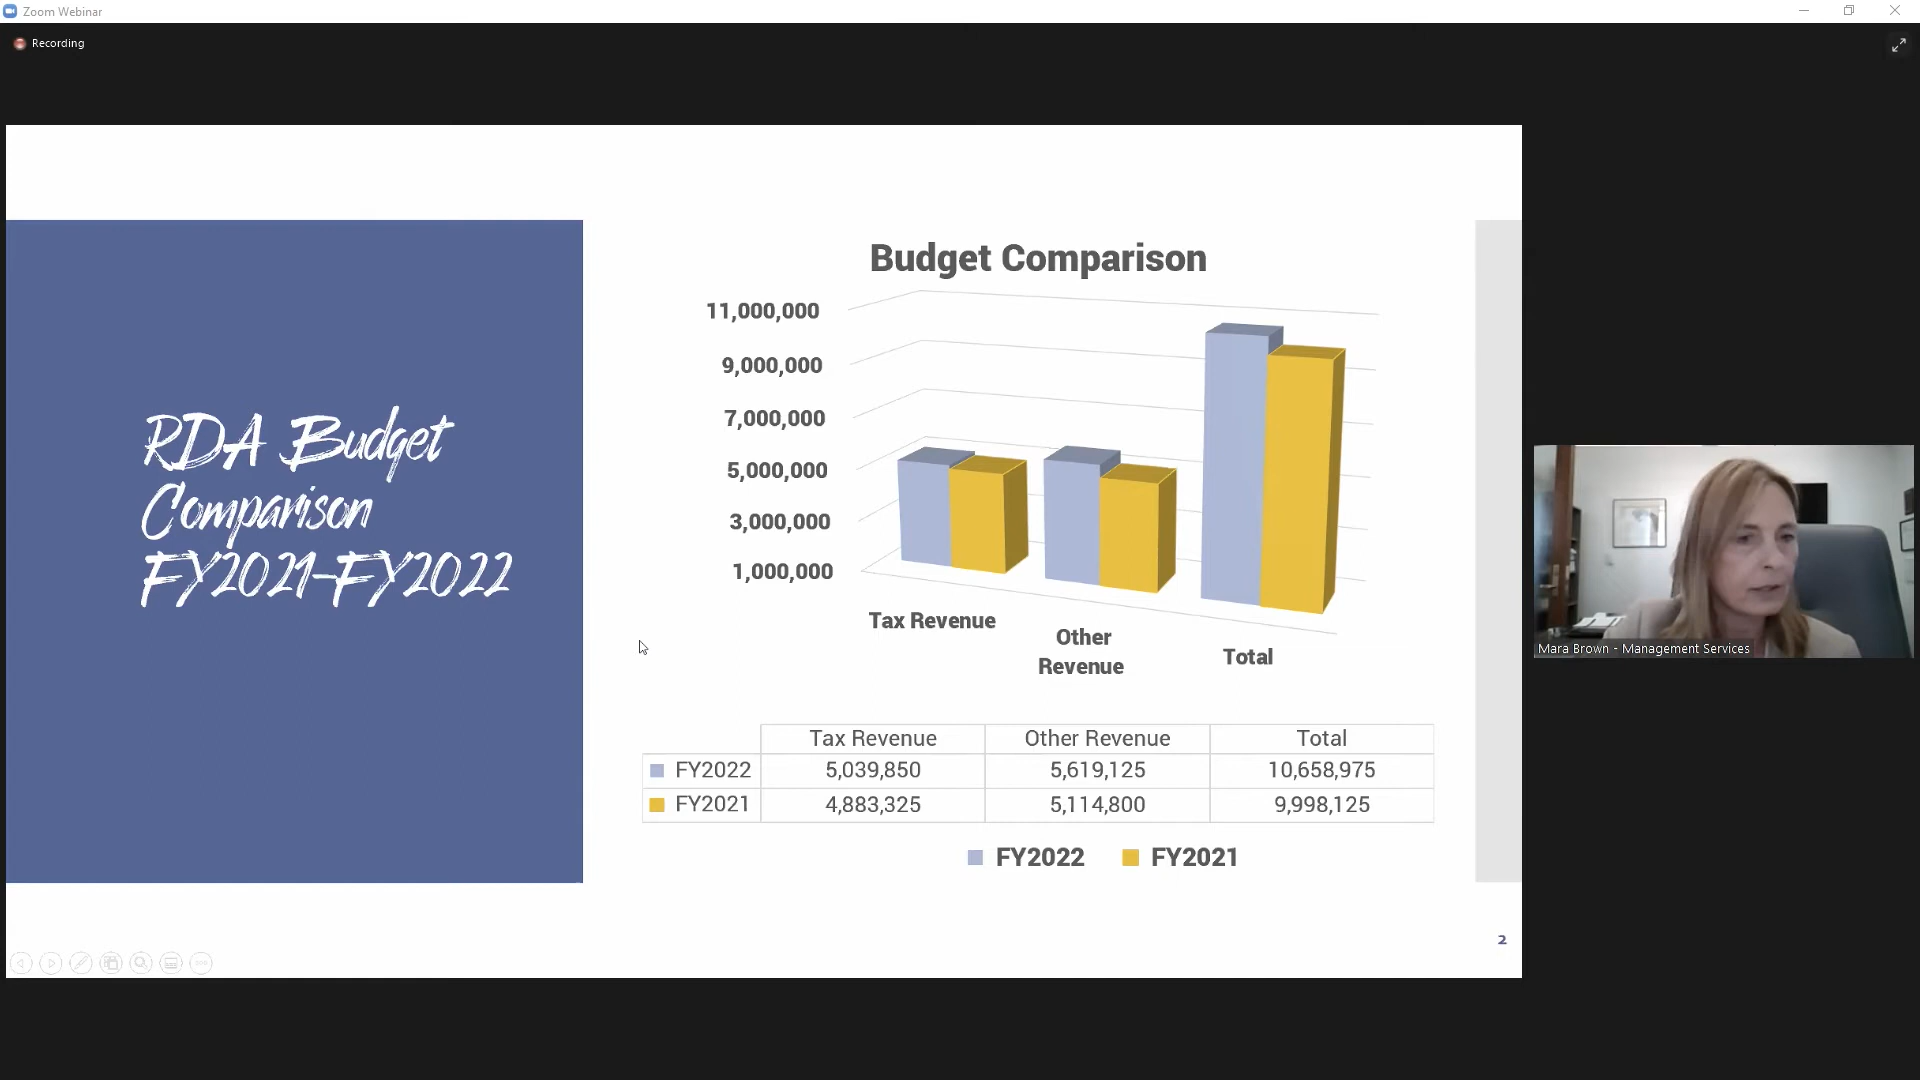 Zoom Webinar
Recording
RDA Budget
Comparison
FY2021-FY2022
Budget Comparison
11,000,000
9,000,000
7,000,000
5,000,000
3,000,000
1,000,000
Tax Revenue
Other
Revenue
Total
Tax Revenue Other Revenue Total
FY2022 5,039,850 5,619,125 10,658,975
FY2021 4,883,325 5,114,800 9,998,125
FY2022 FY2021
2
Mara Brown - Management Services